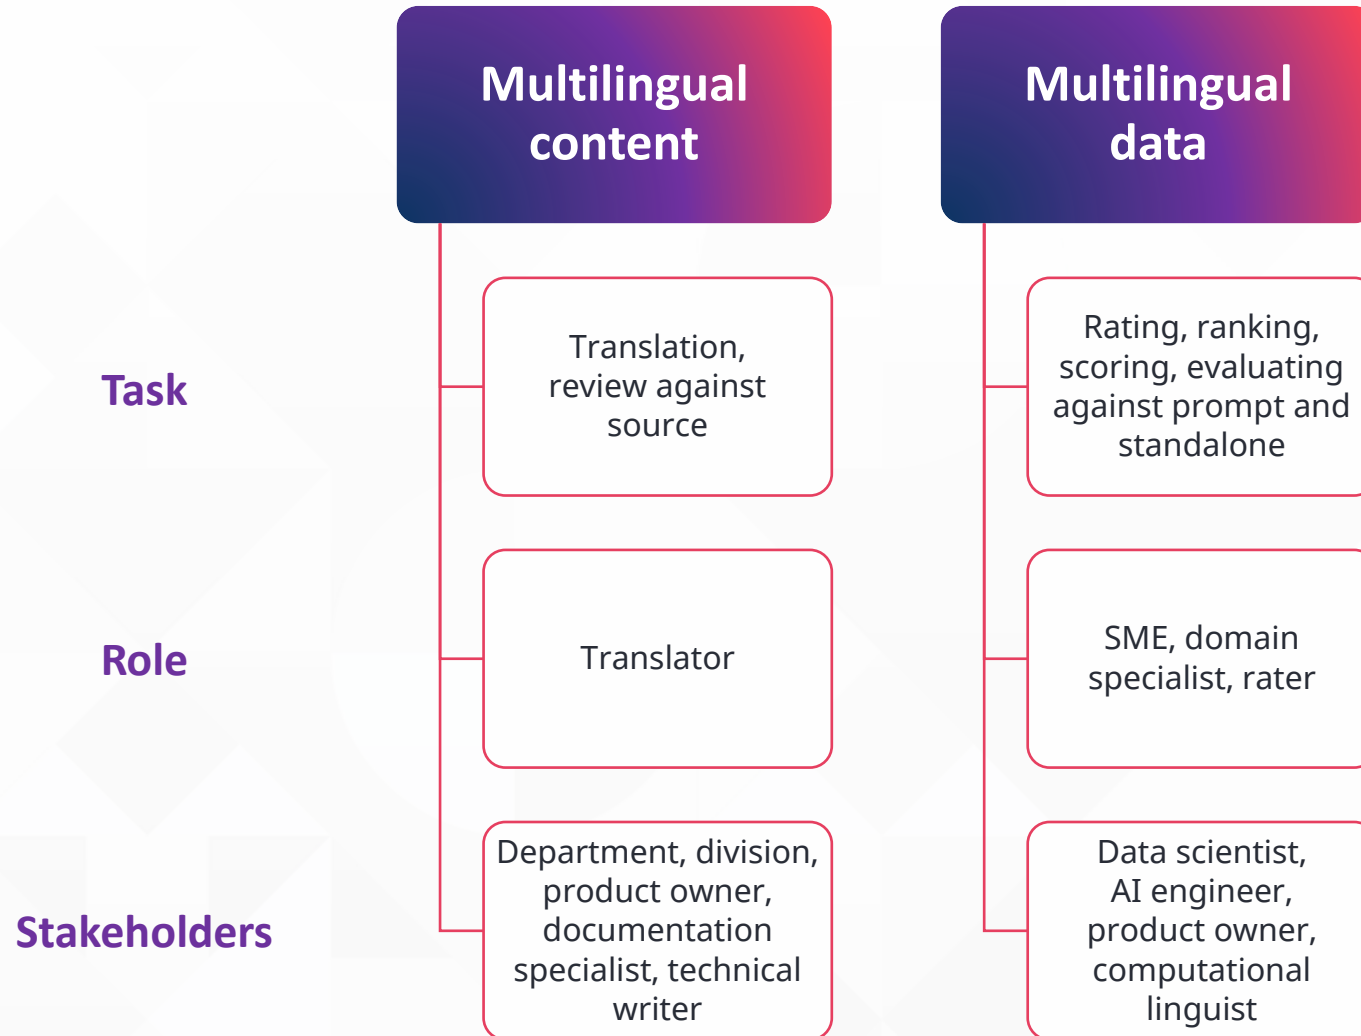 Multilingual
content
Multilingual
data
Task
Translation,
review against
source
Rating, ranking,
scoring, evaluating
against prompt and
standalone
Role
Translator
SME, domain
specialist, rater
Stakeholders
Department, division,
product owner,
documentation
specialist, technical
writer
Data scientist,
AI engineer,
product owner,
computational
linguist